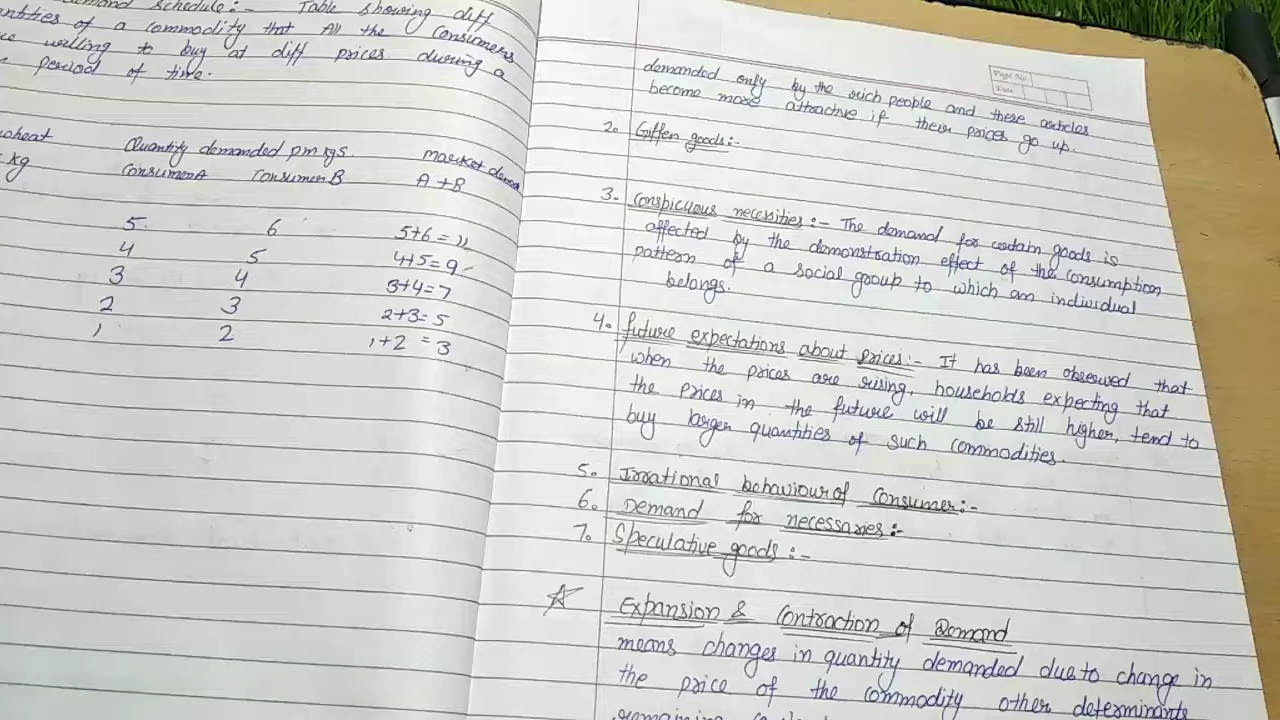 demand Schedule:- Table showing diff
of a commodity that All the Consumers
willing to buy at diff prices during a
period of time.
wheat Quantity demanded pm kgs. market
kg Consumer A Consumer B A + B
5 6 5+6 = 11
4 5 4+5=9
3 4 3+4=7
2 3 2+3=5
1 2 1+2 = 3
Page No.
Date
demanded only by the rich people and these articles
become more attractive if their prices go up.
2. Giffen goods:-
3. Conspicuous necessities:- The demand for certain goods is
affected by the demonstration effect of the consumption
pattern of a social group to which an individual
belongs.
4. future expectations about prices:- It has been observed that
when the prices are rising, households expecting that
the prices in the future will be still higher, tend to
buy larger quantities of such commodities.
5. Irrational behaviour of Consumer:-
6. Demand for necessaries:-
7. Speculative goods:-
Expansion & Contraction of Demand
means changes in quantity demanded due to change in
the price of the commodity other determinants